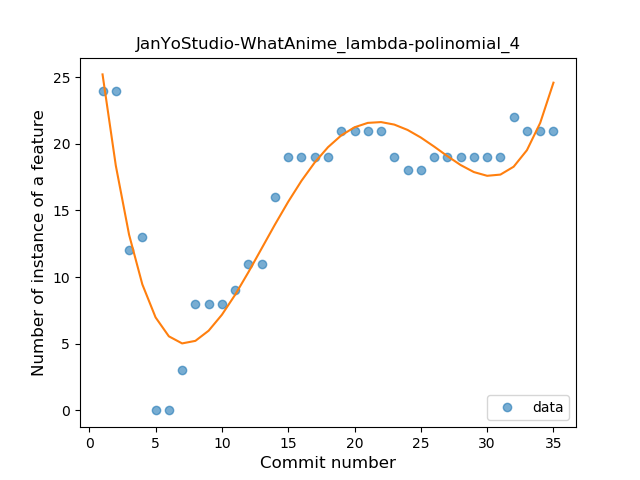 JanYoStudio-WhatAnime_lambda-polinomial_4
Number of instance of a feature
25
20
15
10
5
0
0 5 10 15 20 25 30 35
Commit number
data